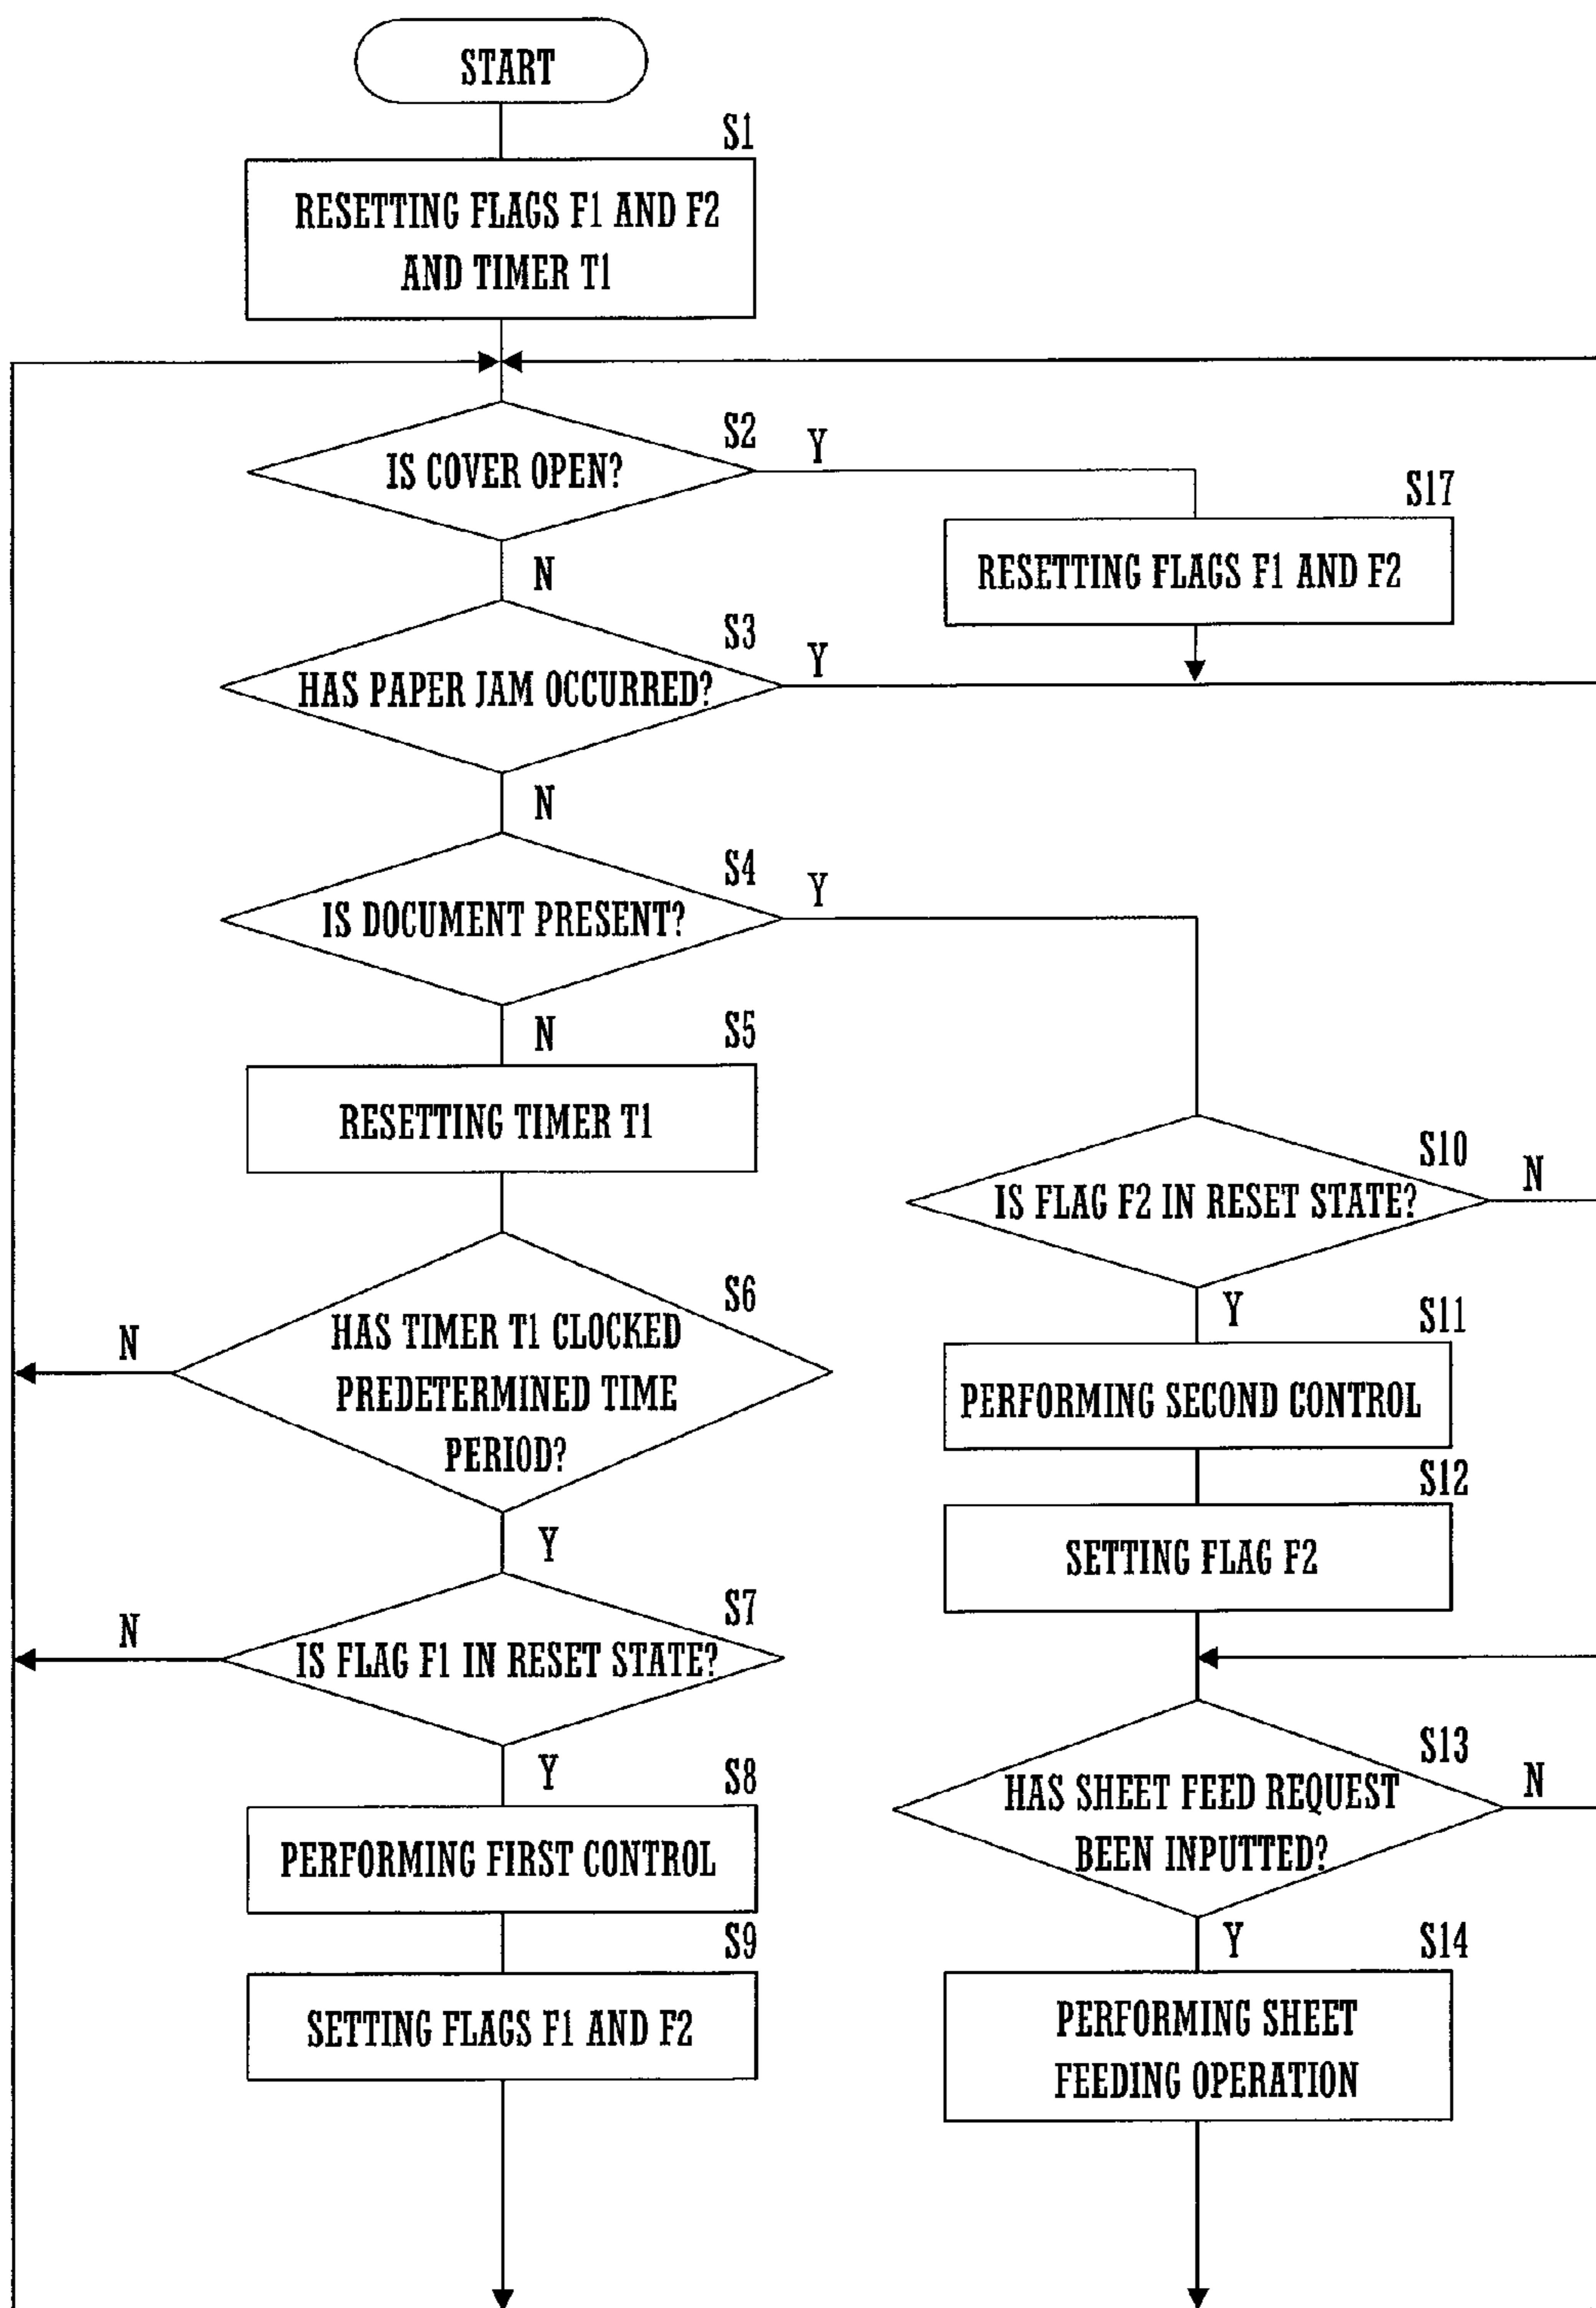 START
S1
RESETTING FLAGS F1 AND F2
AND TIMER T1
S2
IS COVER OPEN?
Y
N
S17
RESETTING FLAGS F1 AND F2
S3
HAS PAPER JAM OCCURRED?
Y
N
S4
IS DOCUMENT PRESENT?
Y
N
S5
RESETTING TIMER T1
S6
HAS TIMER T1 CLOCKED
PREDETERMINED TIME
PERIOD?
N
Y
S7
IS FLAG F1 IN RESET STATE?
N
Y
S8
PERFORMING FIRST CONTROL
S9
SETTING FLAGS F1 AND F2
S10
IS FLAG F2 IN RESET STATE?
N
Y
S11
PERFORMING SECOND CONTROL
S12
SETTING FLAG F2
S13
HAS SHEET FEED REQUEST
BEEN INPUTTED?
N
Y
S14
PERFORMING SHEET
FEEDING OPERATION